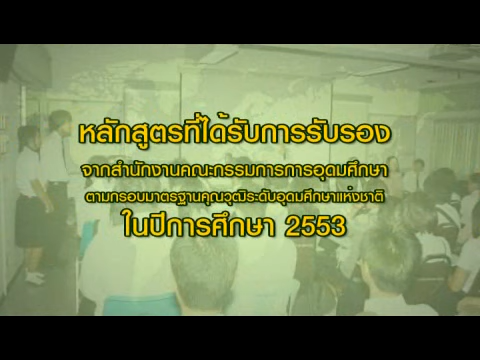 หลักสูตรที่ได้รับการรับรอง
จากสำนักงานคณะกรรมการการอุดมศึกษา
ตามกรอบมาตรฐานคุณวุฒิระดับอุดมศึกษาแห่งชาติ
ในปีการศึกษา 2553